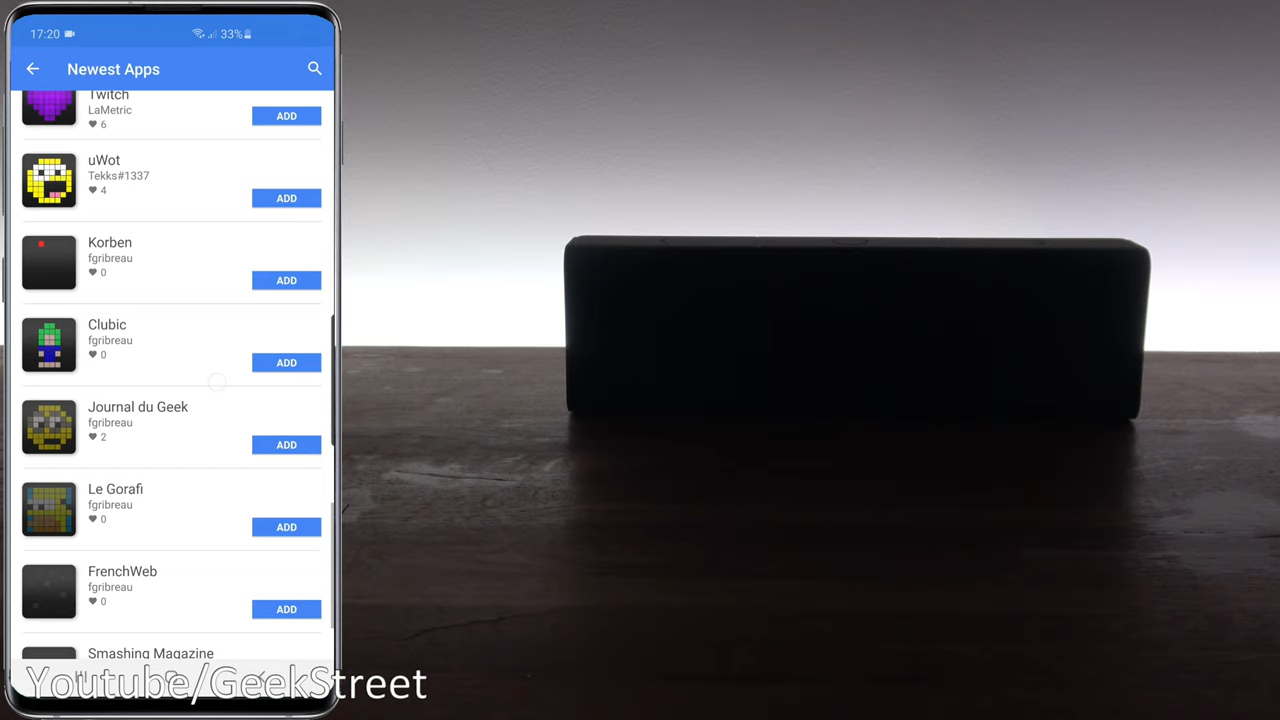 17:20
33%
Newest Apps
Twitch
LaMetric
6
ADD
uWot
Tekks#1337
4
ADD
Korben
fgribreau
0
ADD
Clubic
fgribreau
0
ADD
Journal du Geek
fgribreau
2
ADD
Le Gorafi
fgribreau
0
ADD
FrenchWeb
fgribreau
0
ADD
Smashing Magazine
Youtube/GeekStreet